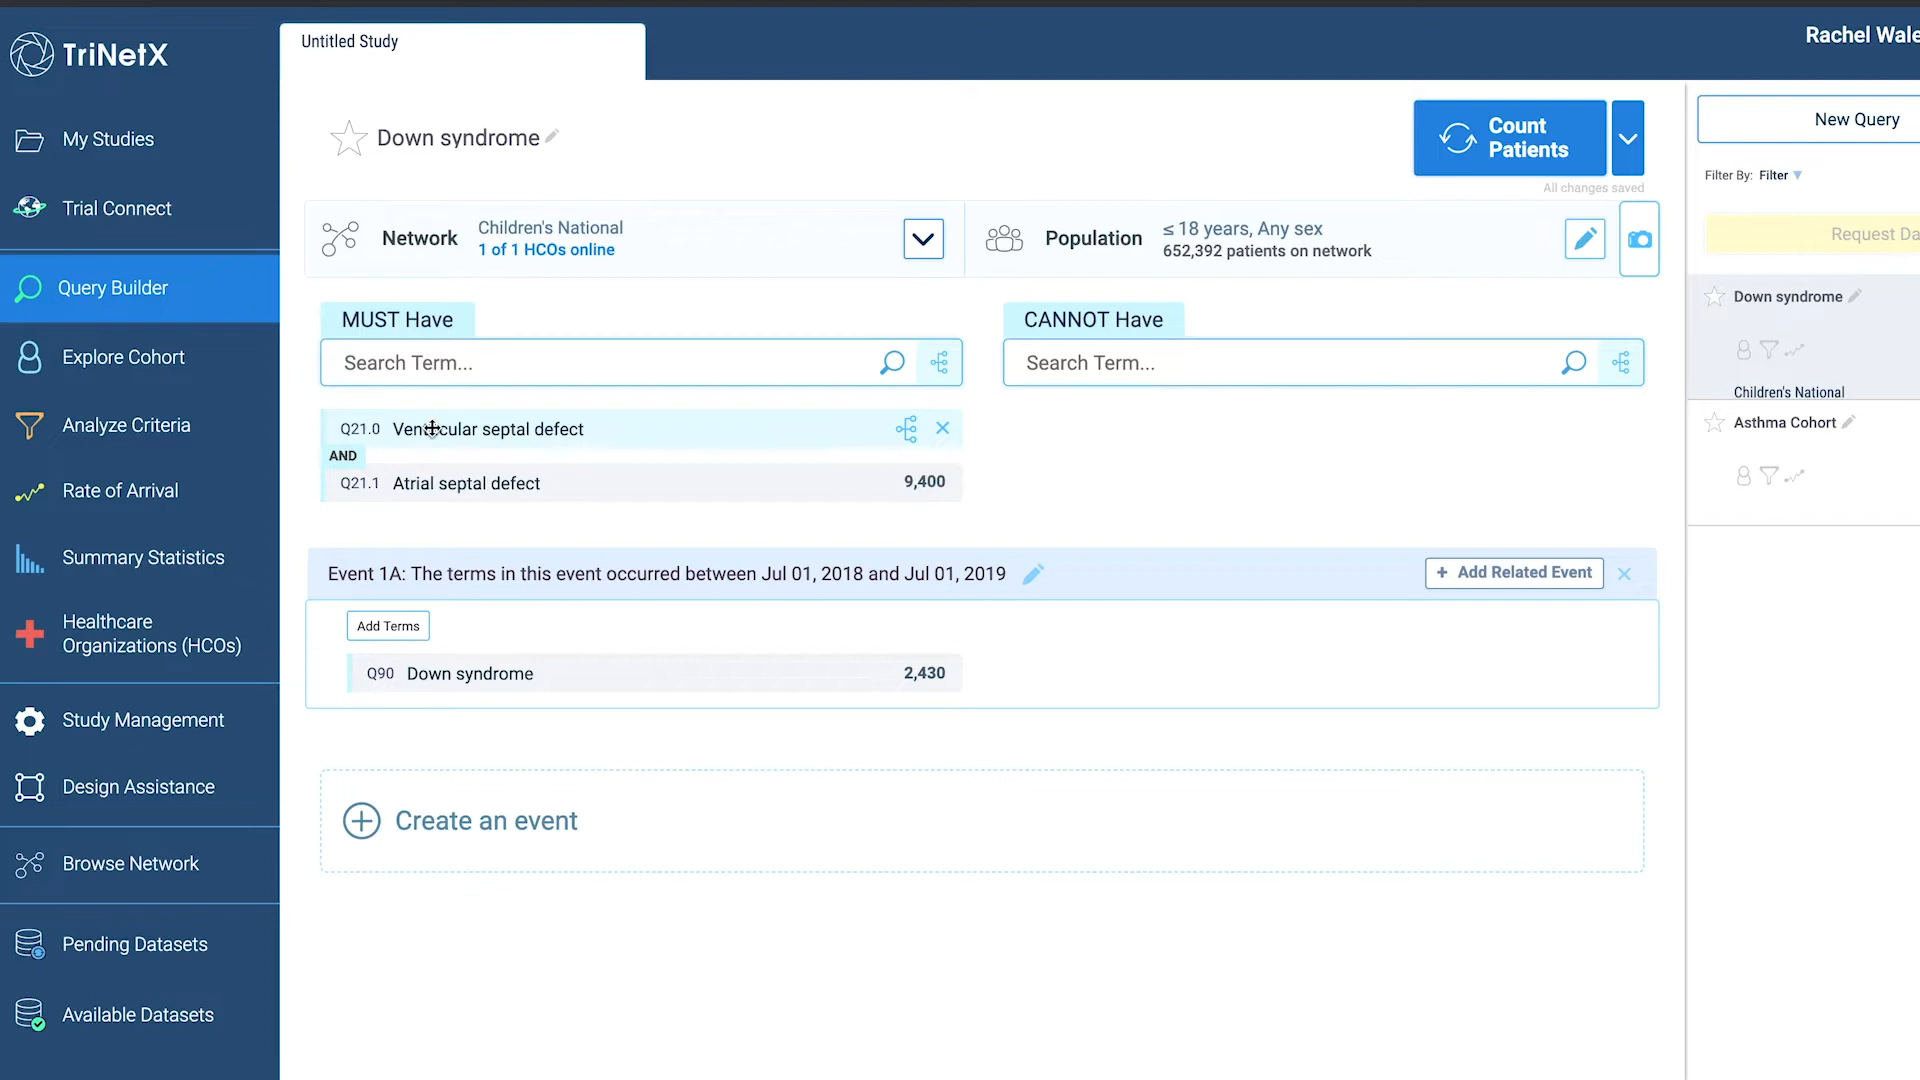 TriNetX
Untitled Study
Rachel
My Studies
Trial Connect
Query Builder
Explore Cohort
Analyze Criteria
Rate of Arrival
Summary Statistics
Healthcare
Organizations (HCOs)
Study Management
Design Assistance
Browse Network
Pending Datasets
Available Datasets
Down syndrome
Count
Patients
All changes saved
Network
Children's National
1 of 1 HCOs online
Population
≤ 18 years, Any sex
652,392 patients on network
MUST Have
Search Term...
CANNOT Have
Search Term...
Q21.0 Ventricular septal defect
AND
Q21.1 Atrial septal defect 9,400
Event 1A: The terms in this event occurred between Jul 01, 2018 and Jul 01, 2019
+ Add Related Event
Add Terms
Q90 Down syndrome 2,430
Create an event
New Query
Filter By: Filter
Request
Down syndrome
Children's National
Asthma Cohort